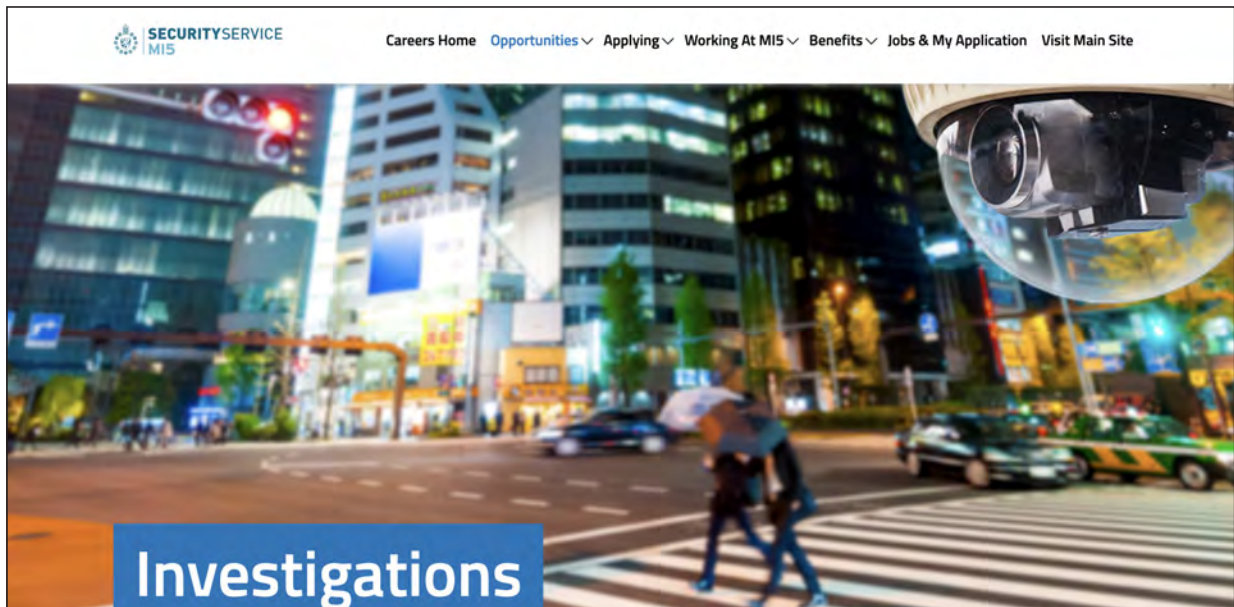 SECURITYSERVICE
MI5
Careers Home Opportunities Applying Working At MI5 Benefits Jobs & My Application Visit Main Site
Investigations